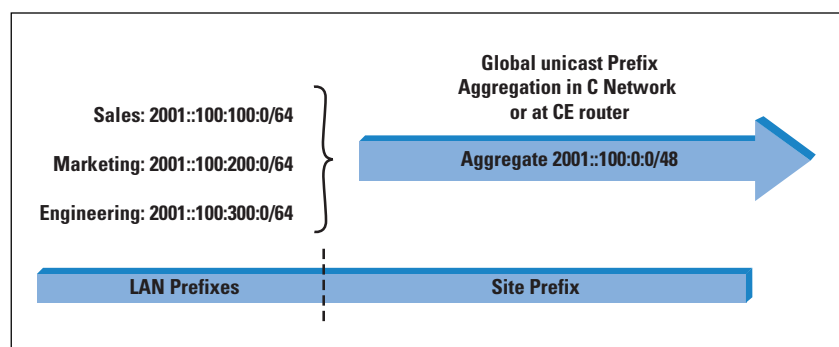 Global unicast Prefix
Aggregation in C Network
or at CE router
Sales: 2001::100:100:0/64
Marketing: 2001::100:200:0/64
Engineering: 2001::100:300:0/64
Aggregate 2001::100:0:0/48
LAN Prefixes
Site Prefix